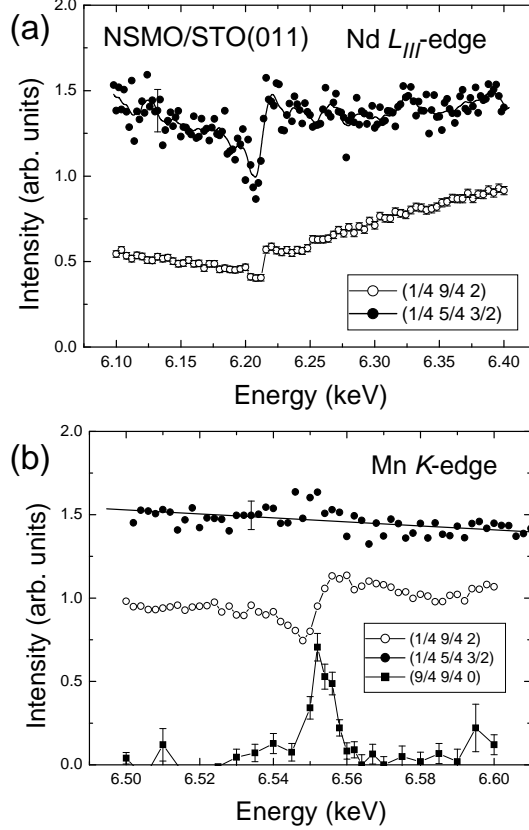 (a)
NSMO/STO(011) Nd L_III-edge
Intensity (arb. units)
2.0
1.5
1.0
0.5
0.0
(1/4 9/4 2)
(1/4 5/4 3/2)
6.10 6.15 6.20 6.25 6.30 6.35 6.40
Energy (keV)
(b)
Mn K-edge
Intensity (arb. units)
2.0
1.5
1.0
0.5
0.0
(1/4 9/4 2)
(1/4 5/4 3/2)
(9/4 9/4 0)
6.50 6.52 6.54 6.56 6.58 6.60
Energy (keV)